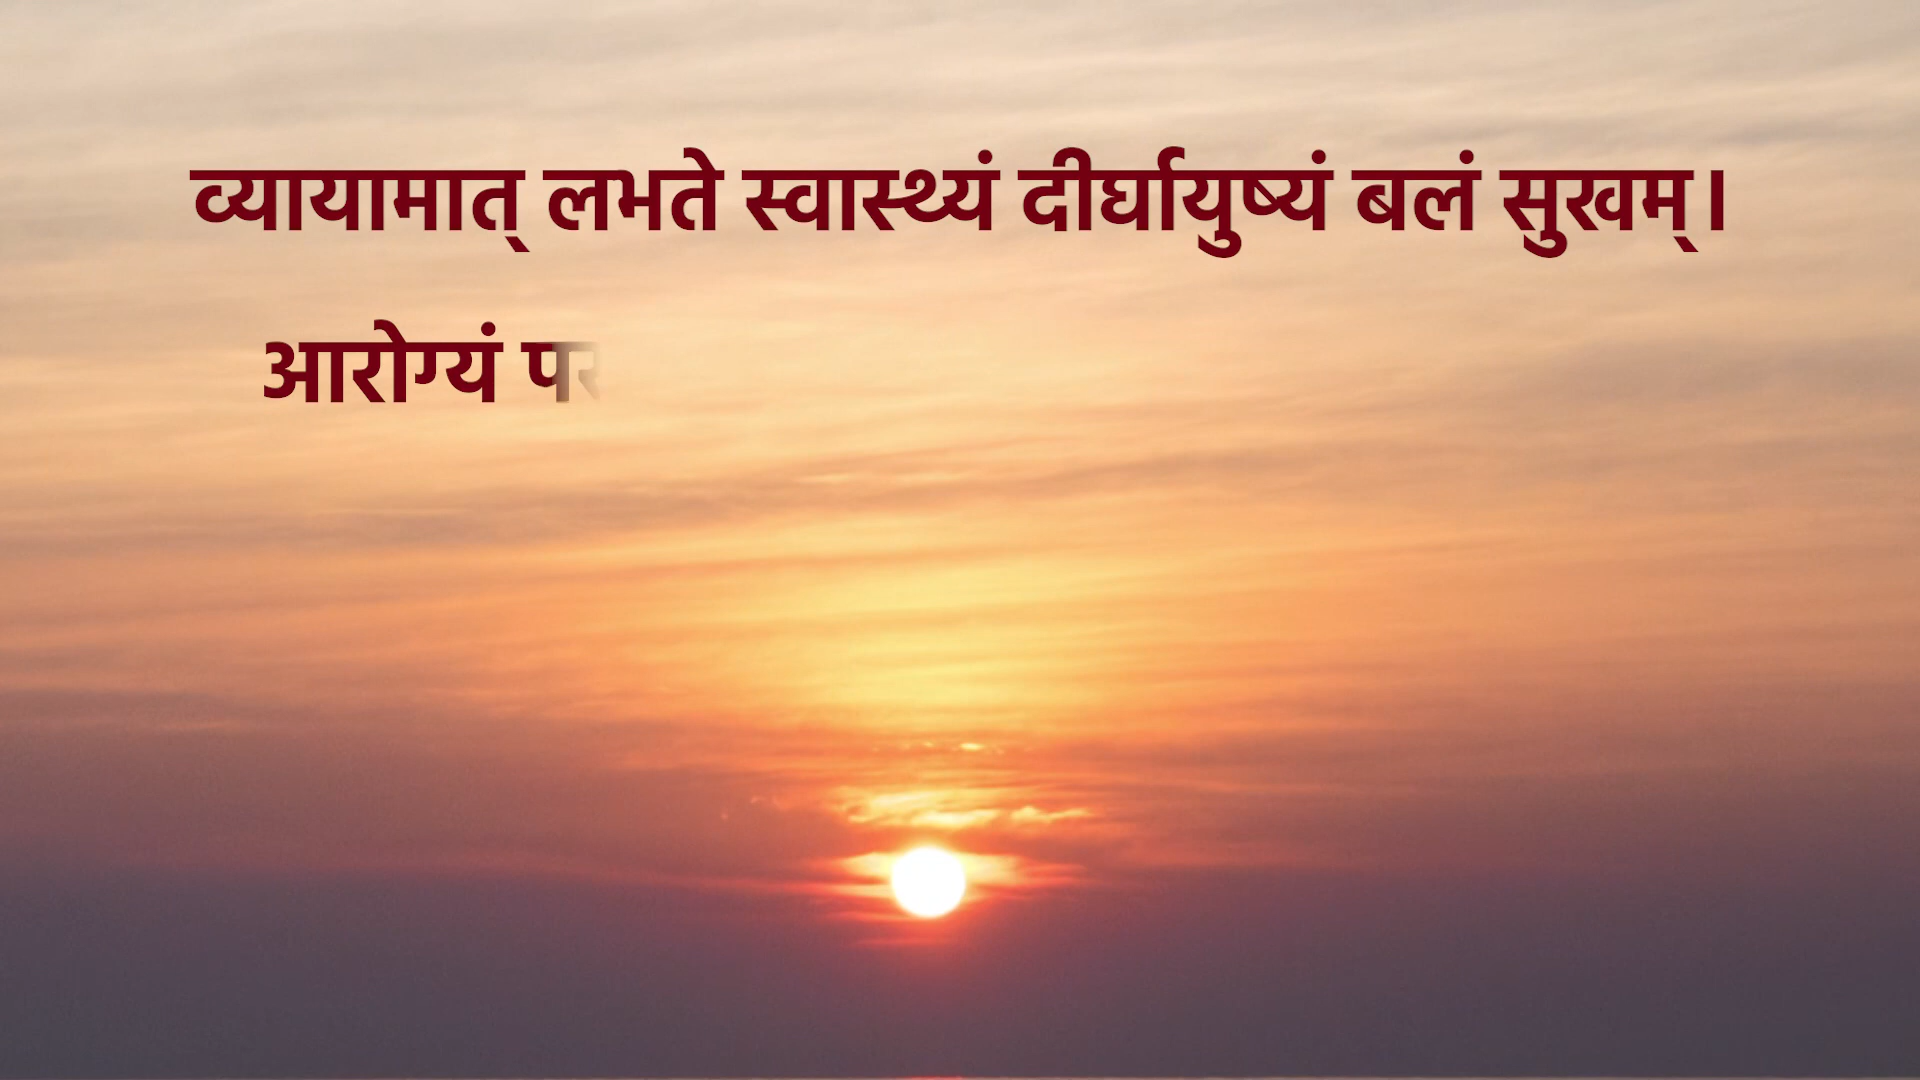 व्यायामात् लभते स्वास्थ्यं दीर्घायुष्यं बलं सुखम्।
आरोग्यं